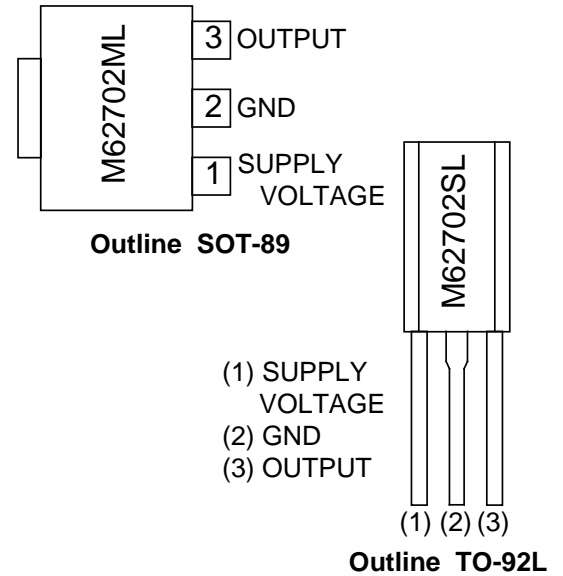 M62702ML
3 OUTPUT
2 GND
1 SUPPLY
VOLTAGE
Outline SOT-89
M62702SL
(1) SUPPLY
VOLTAGE
(2) GND
(3) OUTPUT
(1) (2) (3)
Outline TO-92L